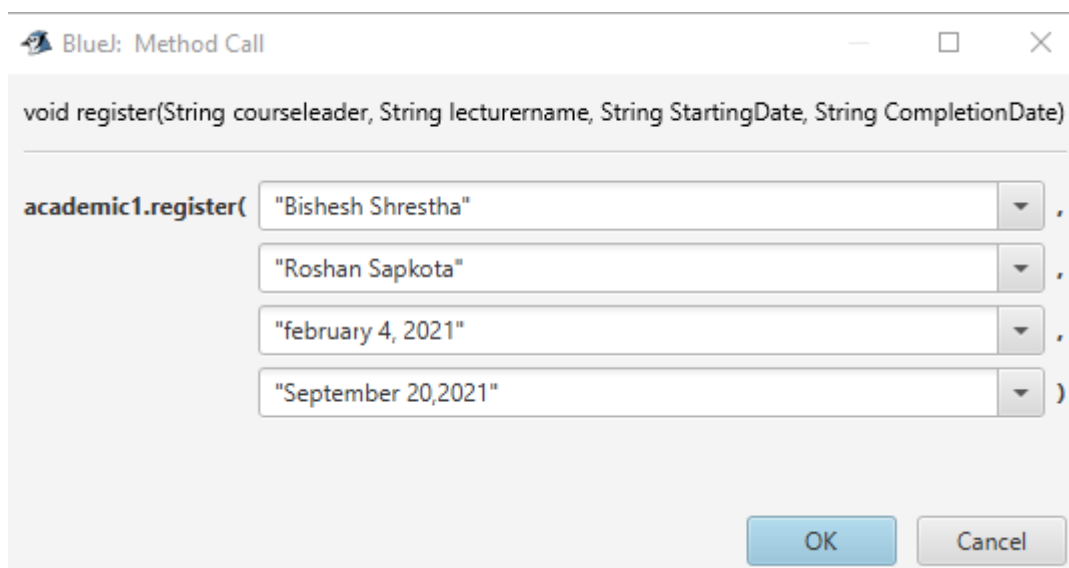 BlueJ: Method Call
void register(String courseleader, String lecturername, String StartingDate, String CompletionDate)
academic1.register( "Bishesh Shrestha" ,
"Roshan Sapkota" ,
"february 4, 2021" ,
"September 20,2021" )
OK Cancel